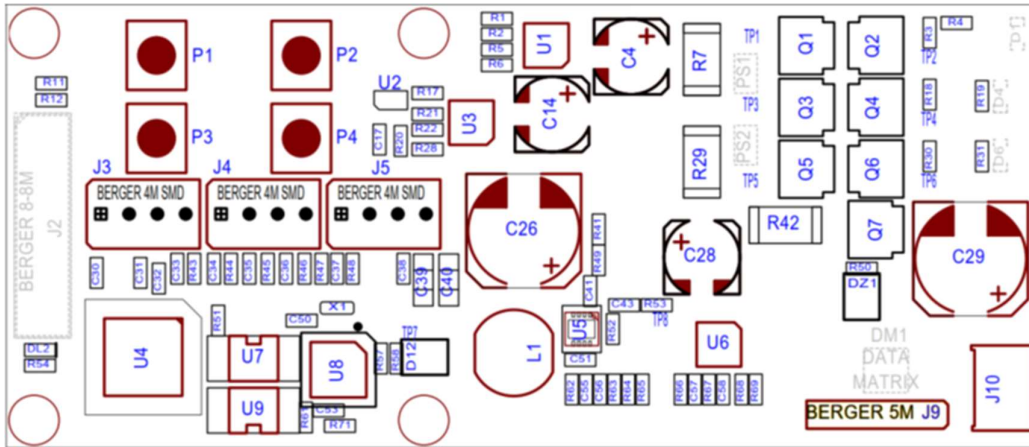 R1
R2
R5
R6
U1
C4
R7
TP1
PS1
Q1
Q2
R3
R4
D1
TP2
P1
P2
R11
R12
U2
R17
R21
R22
R28
C17
R20
U3
C14
TP3
Q3
Q4
R18
TP4
R19
D4
P3
P4
J3
J4
J5
BERGER 4M SMD
BERGER 4M SMD
BERGER 4M SMD
BERGER 8-8M
J2
R29
PS2
TP5
Q5
Q6
R30
TP6
R31
D6
C26
R41
R49
C28
R42
Q7
C29
C30
C31
C32
C33
R43
C34
R44
C35
R45
C36
R46
R47
C37
R48
C38
C39
C40
C41
C43
R53
TP8
R50
DZ1
U4
R51
C50
X1
TP7
U7
U8
R57
R58
D12
L1
U5
R52
C51
U6
DM1
DATA
MATRIX
J10
DL2
R54
U9
R61
C53
R71
R62
C55
C56
R63
R64
R65
R66
C57
R67
C58
R68
R69
BERGER 5M J9